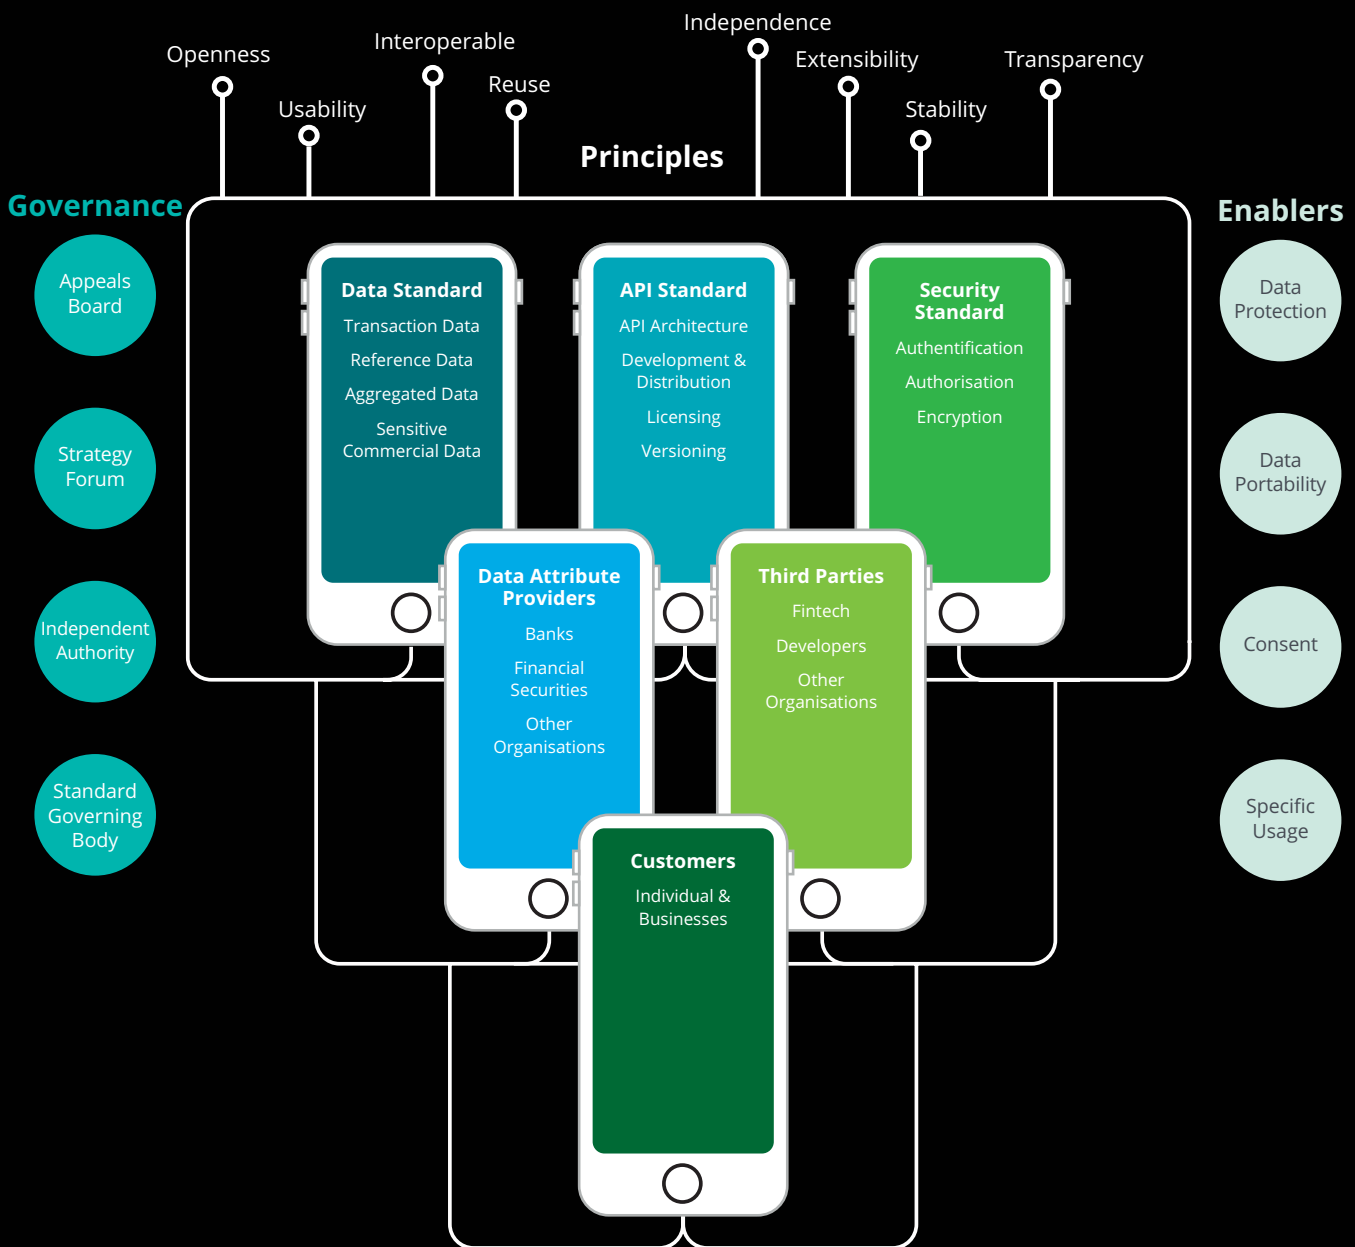 Independence
Interoperable
Openness
Extensibility
Transparency
Reuse
Usability
Stability
Principles
Governance
Appeals
Board
Strategy
Forum
Independent
Authority
Standard
Governing
Body
Data Standard
Transaction Data
Reference Data
Aggregated Data
Sensitive
Commercial Data
API Standard
API Architecture
Development &
Distribution
Licensing
Versioning
Security
Standard
Authentification
Authorisation
Encryption
Data Attribute
Providers
Banks
Financial
Securities
Other
Organisations
Third Parties
Fintech
Developers
Other
Organisations
Customers
Individual &
Businesses
Enablers
Data
Protection
Data
Portability
Consent
Specific
Usage